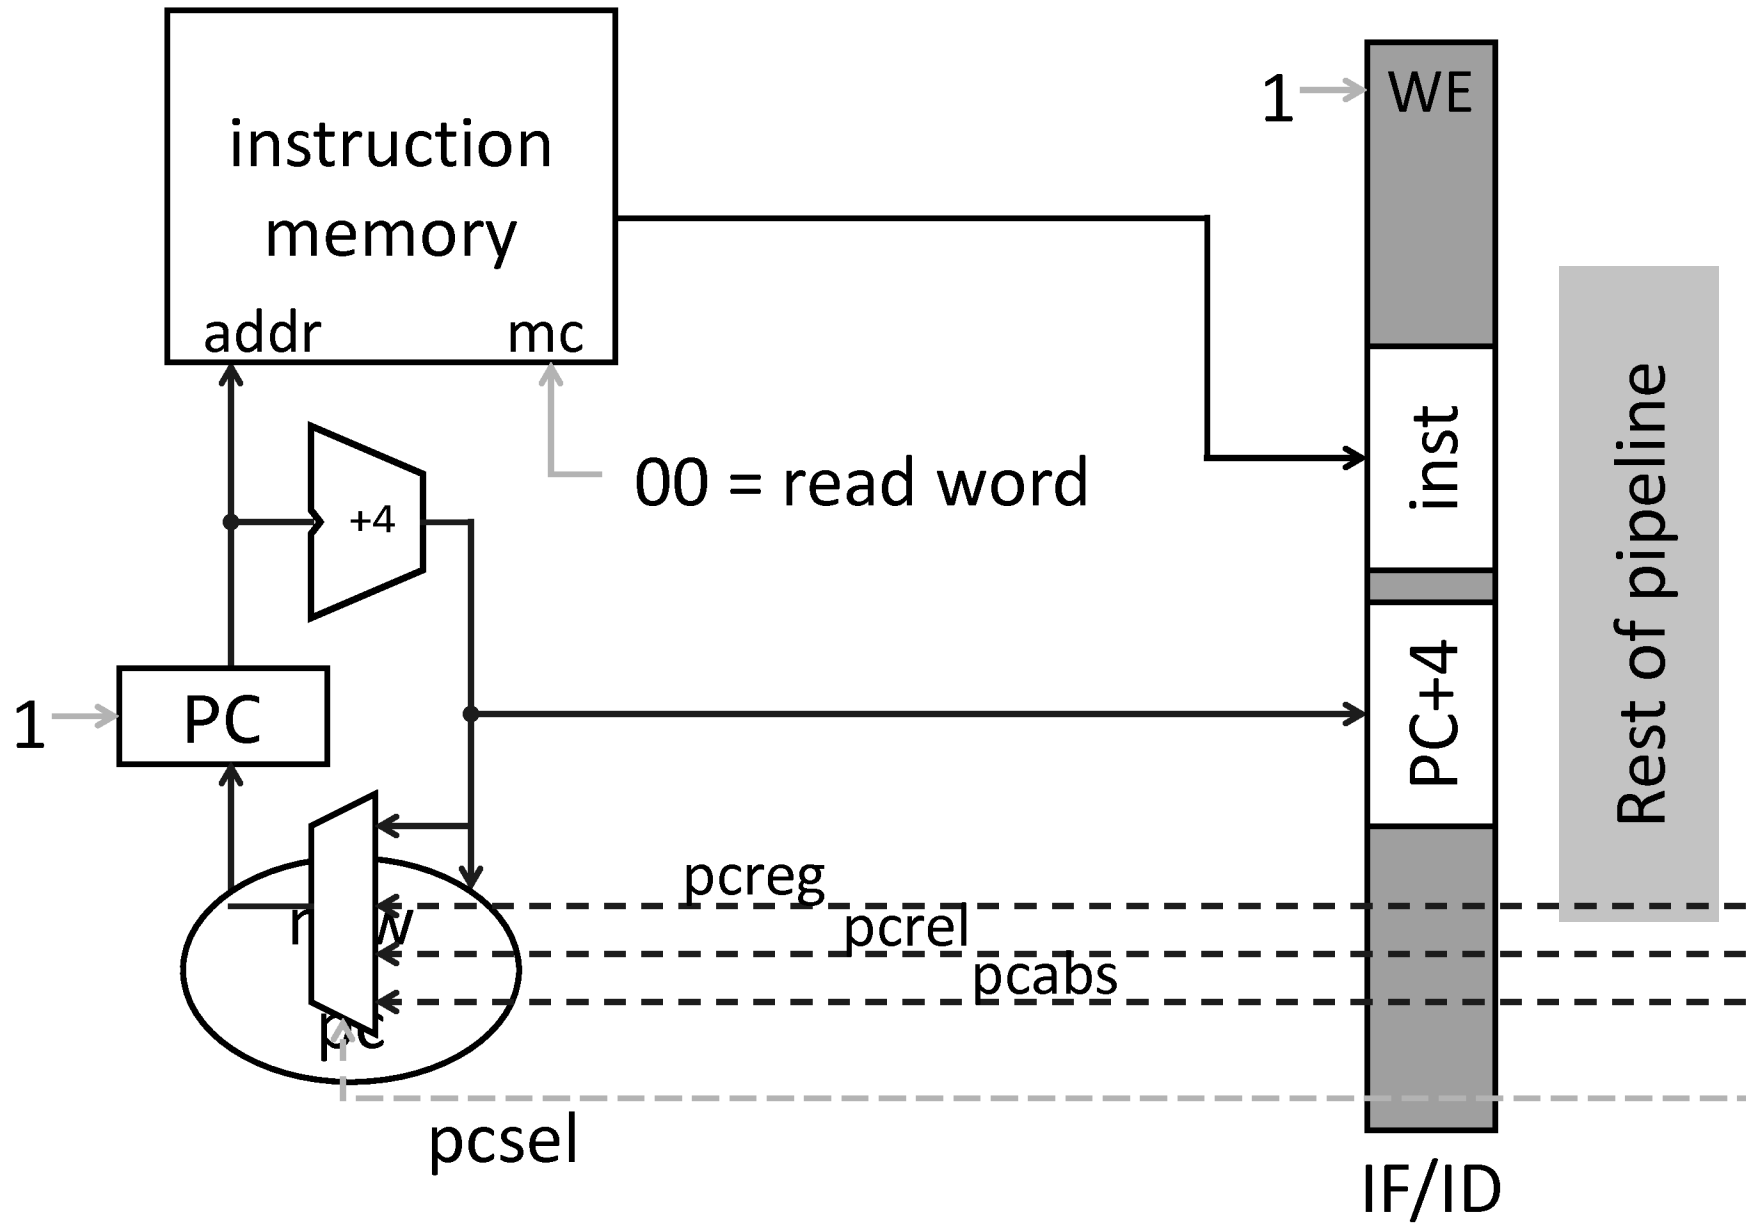 instruction
memory
addr
mc
00 = read word
+4
1
PC
1
WE
inst
PC+4
Rest of pipeline
pcreg
pcrel
pcabs
pc
pcsel
IF/ID